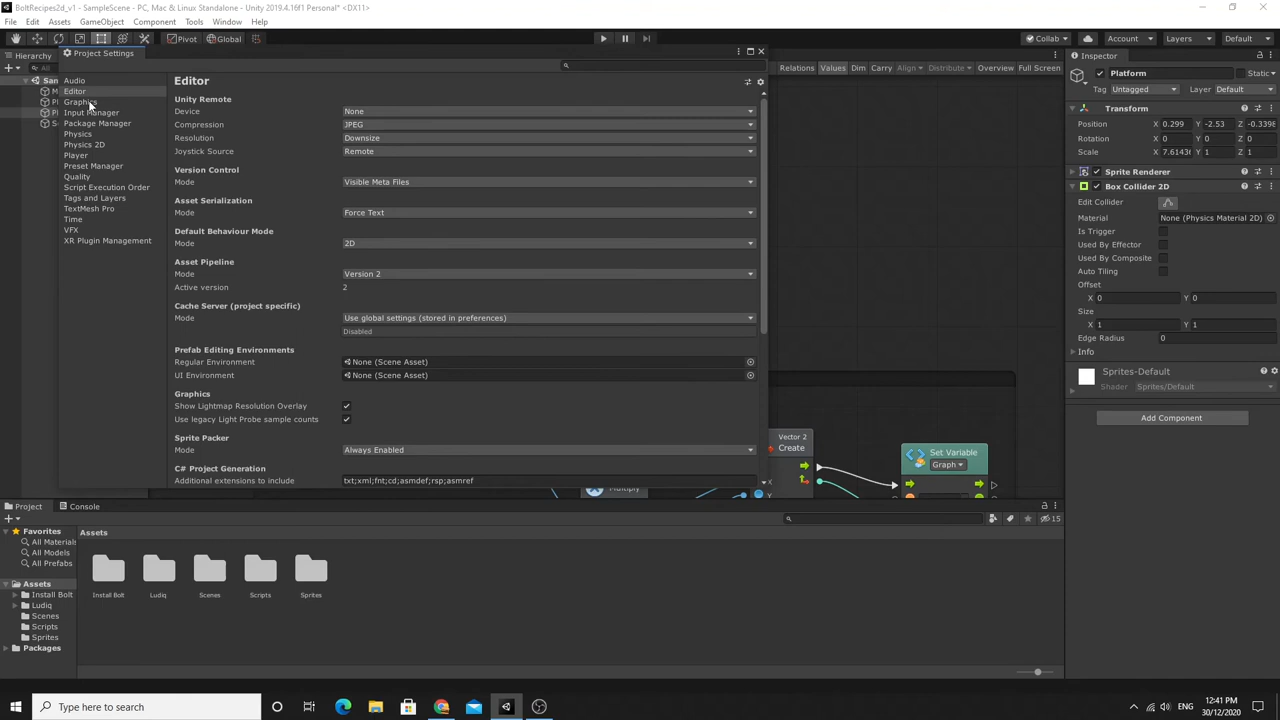 BoltRecipes2d_v1 - SampleScene - PC, Mac & Linux Standalone - Unity 2019.4.16f1 Personal* <DX11>
File Edit Assets GameObject Component Tools Window Help
Pivot Global Collab Account Layers Default
Hierarchy
All
Project Settings
Audio
Editor
Graphics
Input Manager
Package Manager
Physics
Physics 2D
Player
Preset Manager
Quality
Script Execution Order
Tags and Layers
TextMesh Pro
Time
VFX
XR Plugin Management
Editor
Unity Remote
Device None
Compression JPEG
Resolution Downsize
Joystick Source Remote
Version Control
Mode Visible Meta Files
Asset Serialization
Mode Force Text
Default Behaviour Mode
Mode 2D
Asset Pipeline
Mode Version 2
Active version 2
Cache Server (project specific)
Mode Use global settings (stored in preferences)
Disabled
Prefab Editing Environments
Regular Environment None (Scene Asset)
UI Environment None (Scene Asset)
Graphics
Show Lightmap Resolution Overlay
Use legacy Light Probe sample counts
Sprite Packer
Mode Always Enabled
C# Project Generation
Additional extensions to include txt;xml;fnt;cd;asmdef;rsp;asmref
Relations Values Dim Carry Align Distribute Overview Full Screen
Vector 2
Create
X
Y
Multiply
Set Variable
Graph
Inspector
Platform Static
Tag Untagged Layer Default
Transform
Position X 0.299 Y -2.53 Z -0.3398
Rotation X 0 Y 0 Z 0
Scale X 7.61436 Y 1 Z 1
Sprite Renderer
Box Collider 2D
Edit Collider
Material None (Physics Material 2D)
Is Trigger
Used By Effector
Used By Composite
Auto Tiling
Offset
X 0 Y 0
Size
X 1 Y 1
Edge Radius 0
Info
Sprites-Default
Shader Sprites/Default
Add Component
Project Console
15
Favorites
All Materials
All Models
All Prefabs
Assets
Install Bolt
Ludiq
Scenes
Scripts
Sprites
Packages
Assets
Install Bolt Ludiq Scenes Scripts Sprites
Type here to search
ENG
12:41 PM
30/12/2020